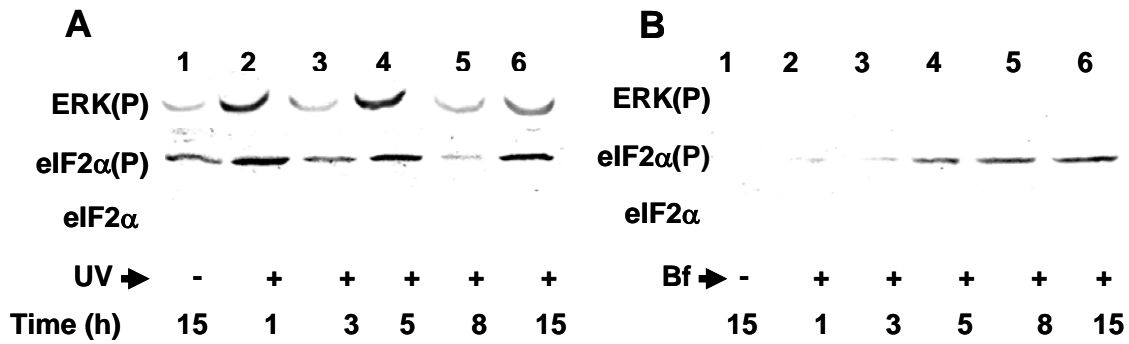 A B
1 2 3 4 5 6 1 2 3 4 5 6
ERK(P) ERK(P)
eIF2α(P) eIF2α(P)
eIF2α eIF2α
UV - + + + + + Bf - + + + + +
Time (h) 15 1 3 5 8 15 15 1 3 5 8 15